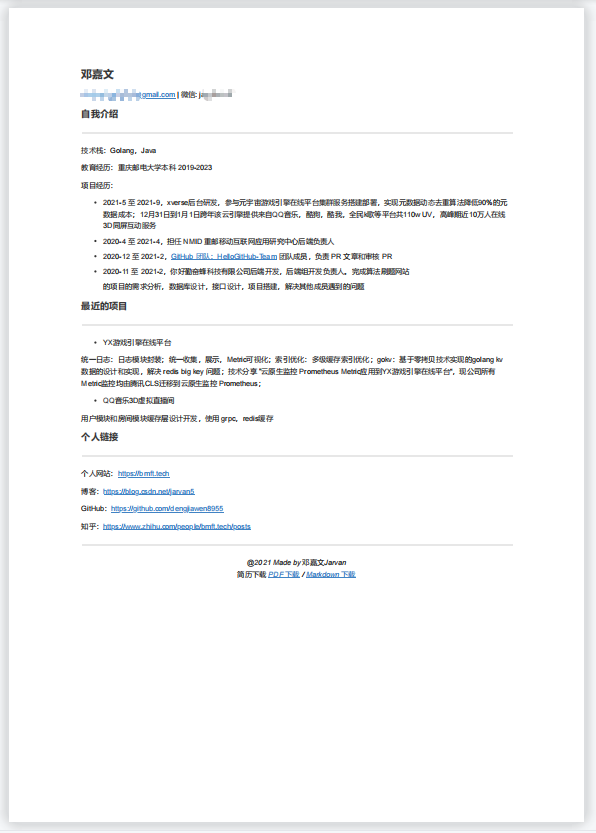 邓嘉文
@gmail.com | 微信:
自我介绍
技术栈：Golang，Java
教育经历：重庆邮电大学本科 2019-2023
项目经历：
• 2021-5 至 2021-9，xverse后台研发，参与元宇宙游戏引擎在线平台集群服务搭建部署，实现元数据动态去重算法降低90%的元
数据成本； 12月31日到1月1日跨年该云引擎提供来自QQ音乐，酷狗，酷我，全民k歌等平台共110w UV，高峰期近10万人在线
3D同屏互动服务
• 2020-4 至 2021-4，担任 NMID 重邮移动互联网应用研究中心后端负责人
• 2020-12 至 2021-2，GitHub 团队：HelloGitHub-Team 团队成员，负责 PR 文章和审核 PR
• 2020-11 至 2021-2，你好勤奋蜂科技有限公司后端开发，后端组开发负责人。完成算法刷题网站
的项目的需求分析，数据库设计，接口设计，项目搭建，解决其他成员遇到的问题
最近的项目
• YX游戏引擎在线平台
统一日志：日志模块封装；统一收集，展示，Metric可视化；索引优化：多级缓存索引优化；gokv：基于零拷贝技术实现的golang kv
数据的设计和实现，解决 redis big key 问题；技术分享 "云原生监控 Prometheus Metric应用到YX游戏引擎在线平台"，现公司所有
Metric监控均由腾讯CLS迁移到云原生监控 Prometheus；
• QQ音乐3D虚拟直播间
用户模块和房间模块缓存层设计开发，使用 grpc，redis缓存
个人链接
个人网站：https://bmft.tech
博客：https://blog.csdn.net/jarvan5
GitHub：https://github.com/dengjiawen8955
知乎：https://www.zhihu.com/people/bmft.tech/posts
@2021 Made by邓嘉文Jarvan
简历下载 PDF 下载 / Markdown 下载